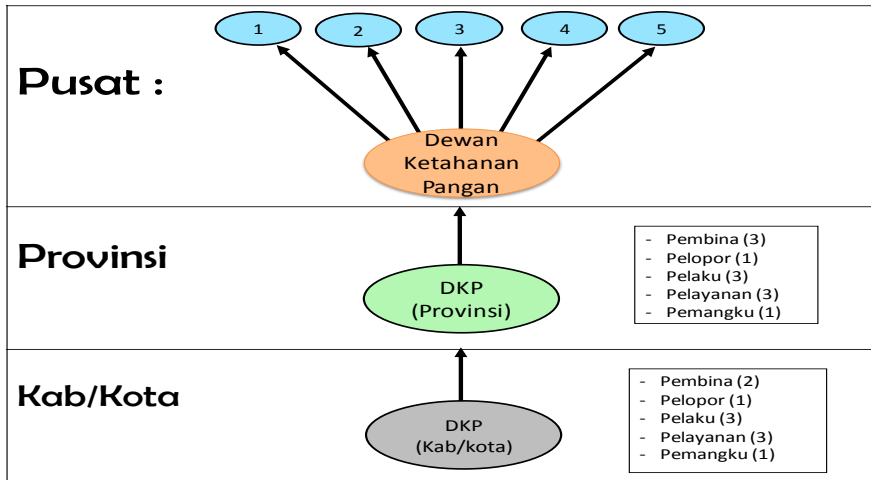 1
2
3
4
5
Pusat :
Dewan
Ketahanan
Pangan
Provinsi
DKP
(Provinsi)
- Pembina (3)
- Pelopor (1)
- Pelaku (3)
- Pelayanan (3)
- Pemangku (1)
Kab/Kota
DKP
(Kab/kota)
- Pembina (2)
- Pelopor (1)
- Pelaku (3)
- Pelayanan (3)
- Pemangku (1)